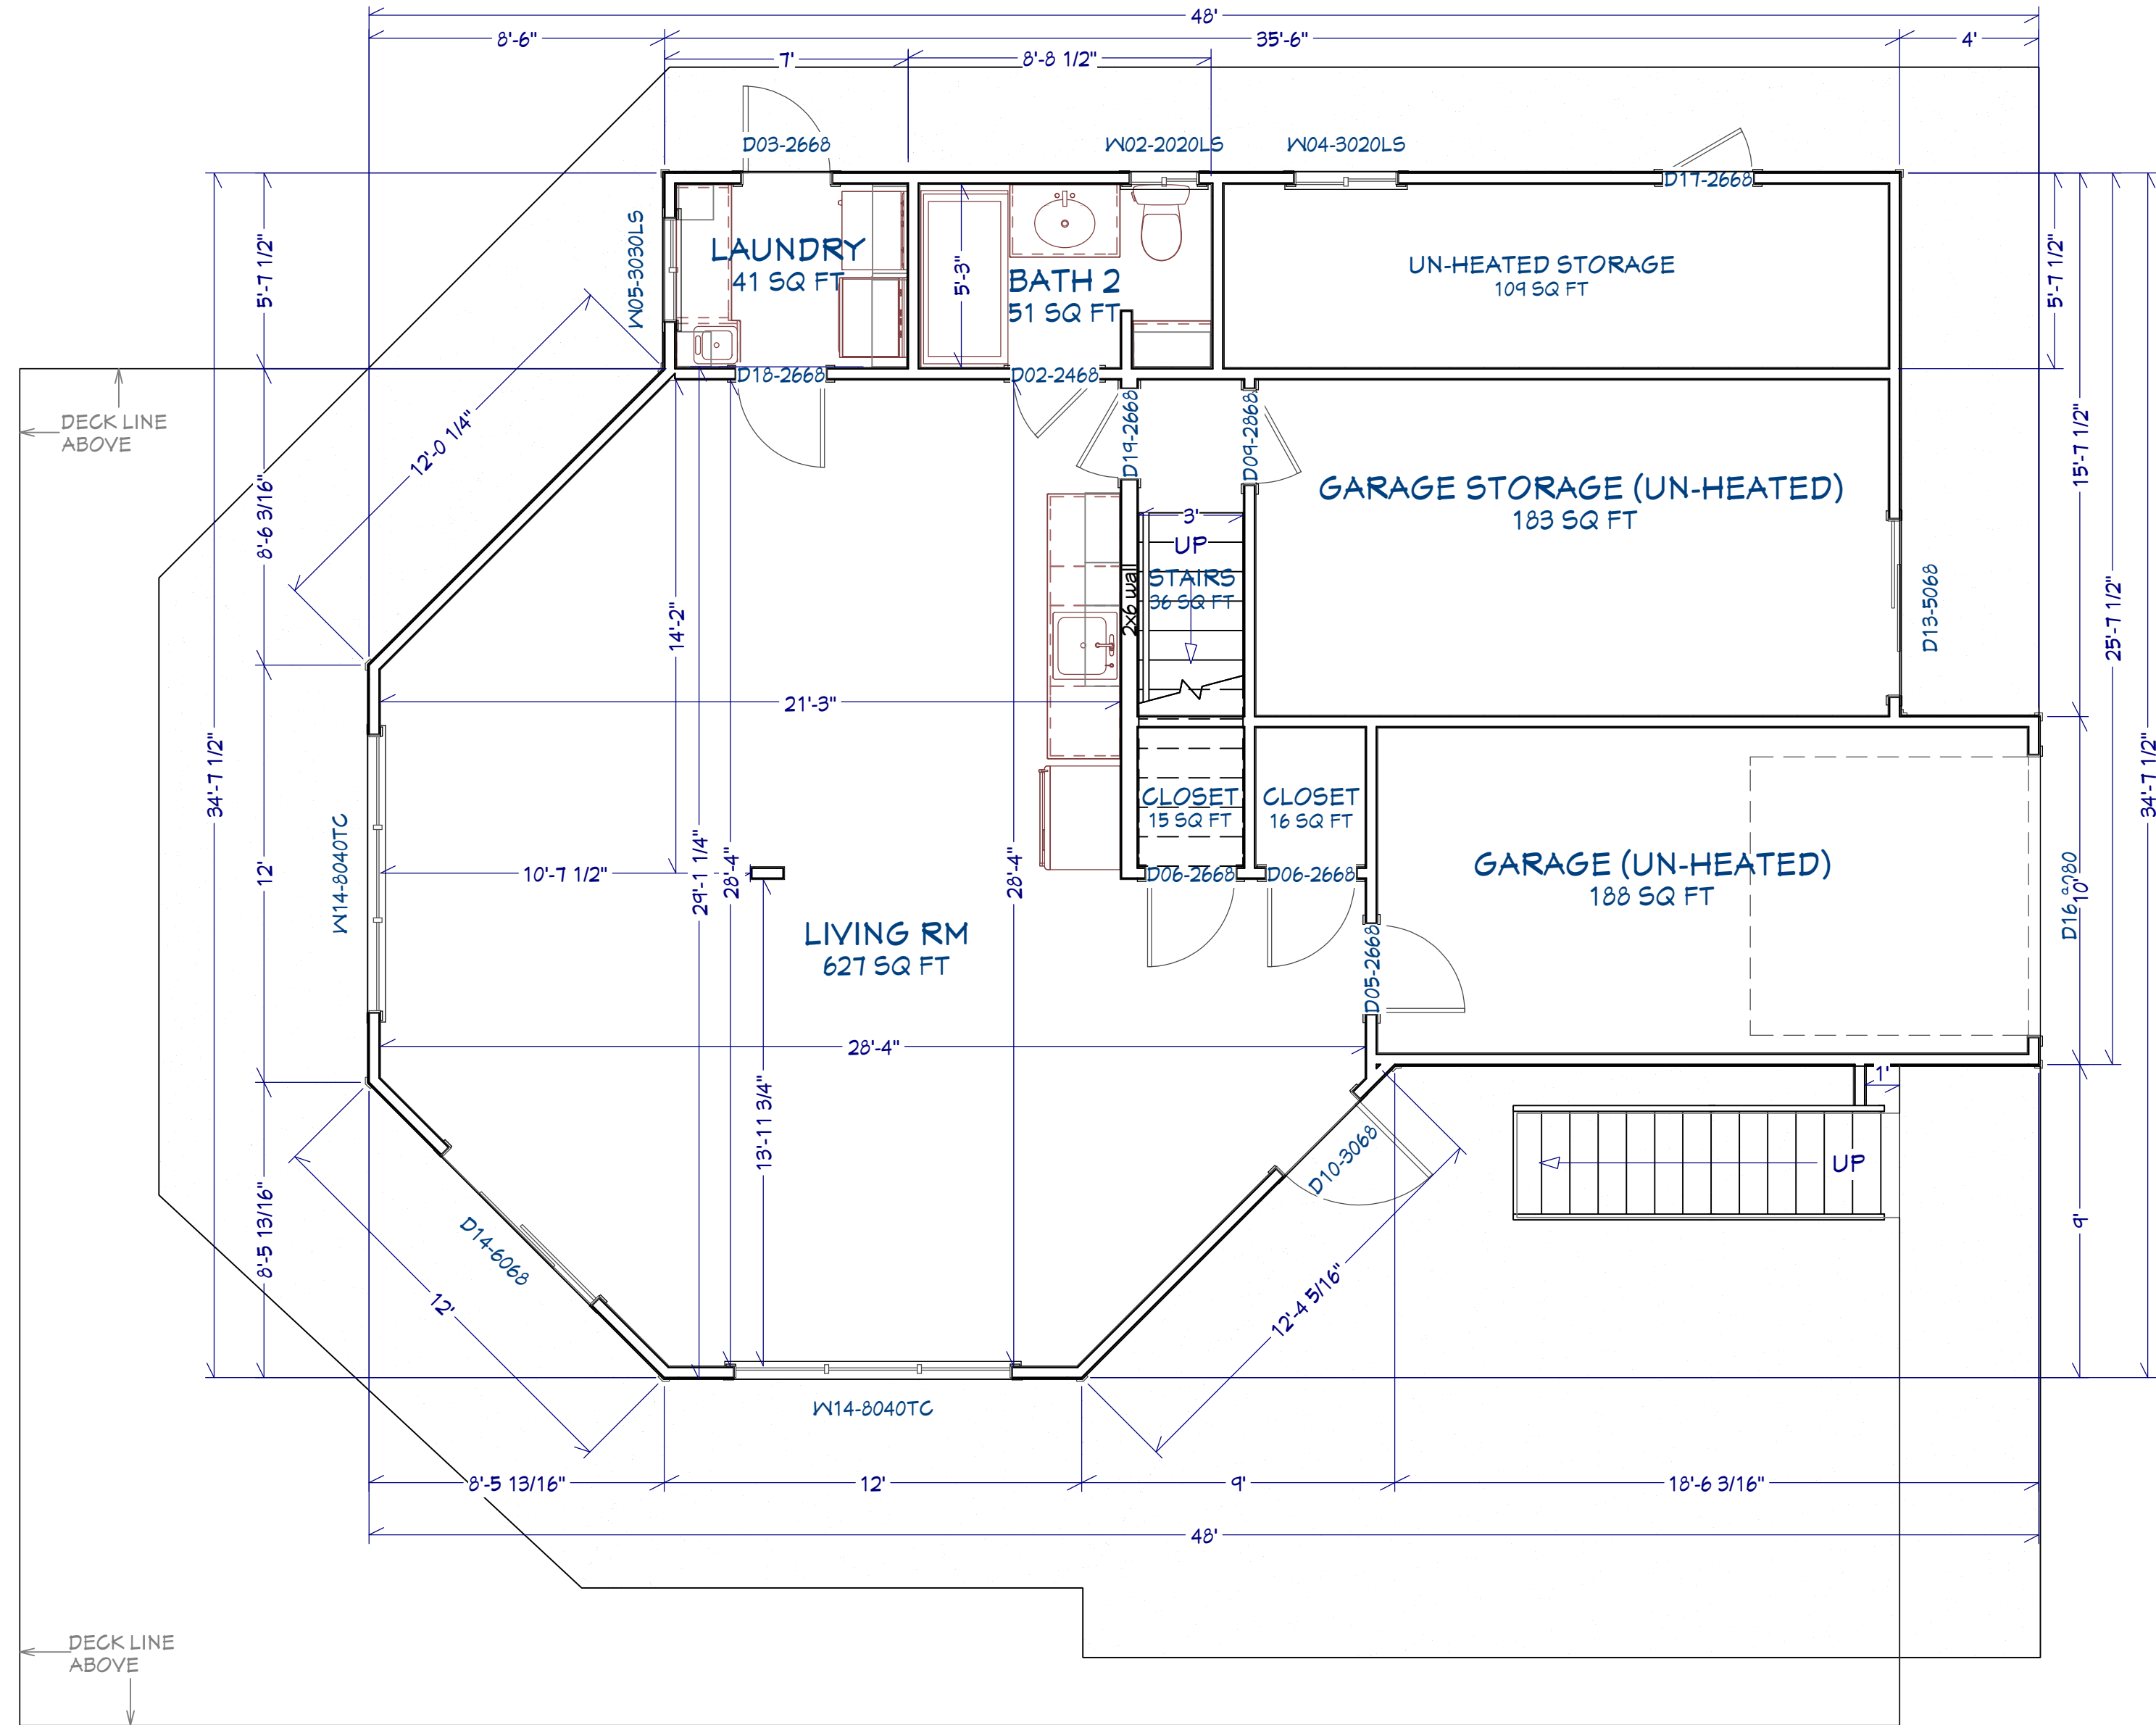 48'
8'-6"
35'-6"
4'
7'
8'-8 1/2"
D03-2668
W02-2020LS
W04-3020LS
D17-2668
W05-3030LS
LAUNDRY
41 SQ FT
5'-3"
BATH 2
51 SQ FT
UN-HEATED STORAGE
109 SQ FT
5'-7 1/2"
5'-7 1/2"
D18-2668
D02-2468
D19-2668
D09-2868
DECK LINE
ABOVE
12'-0 1/4"
8'-6 3/16"
GARAGE STORAGE (UN-HEATED)
183 SQ FT
15'-7 1/2"
3'
UP
STAIRS
36 SQ FT
2x6 wall
14'-2"
D13-5068
25'-7 1/2"
21'-3"
34'-7 1/2"
34'-7 1/2"
CLOSET
15 SQ FT
CLOSET
16 SQ FT
W14-8040TC
12'
10'-7 1/2"
29'-1 1/4"
28'-4"
28'-4"
D06-2668
D06-2668
GARAGE (UN-HEATED)
188 SQ FT
10'
LIVING RM
627 SQ FT
D05-2668
28'-4"
13'-11 3/4"
1'
D10-3068
UP
8'-5 13/16"
D14-6068
12'
12'-4 5/16"
9'
W14-8040TC
8'-5 13/16"
12'
9'
18'-6 3/16"
48'
DECK LINE
ABOVE